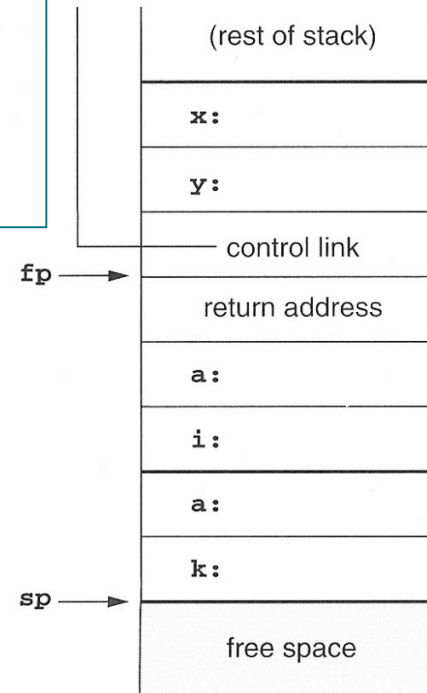 (rest of stack)
x:
y:
control link
fp
return address
a:
i:
a:
k:
sp
free space